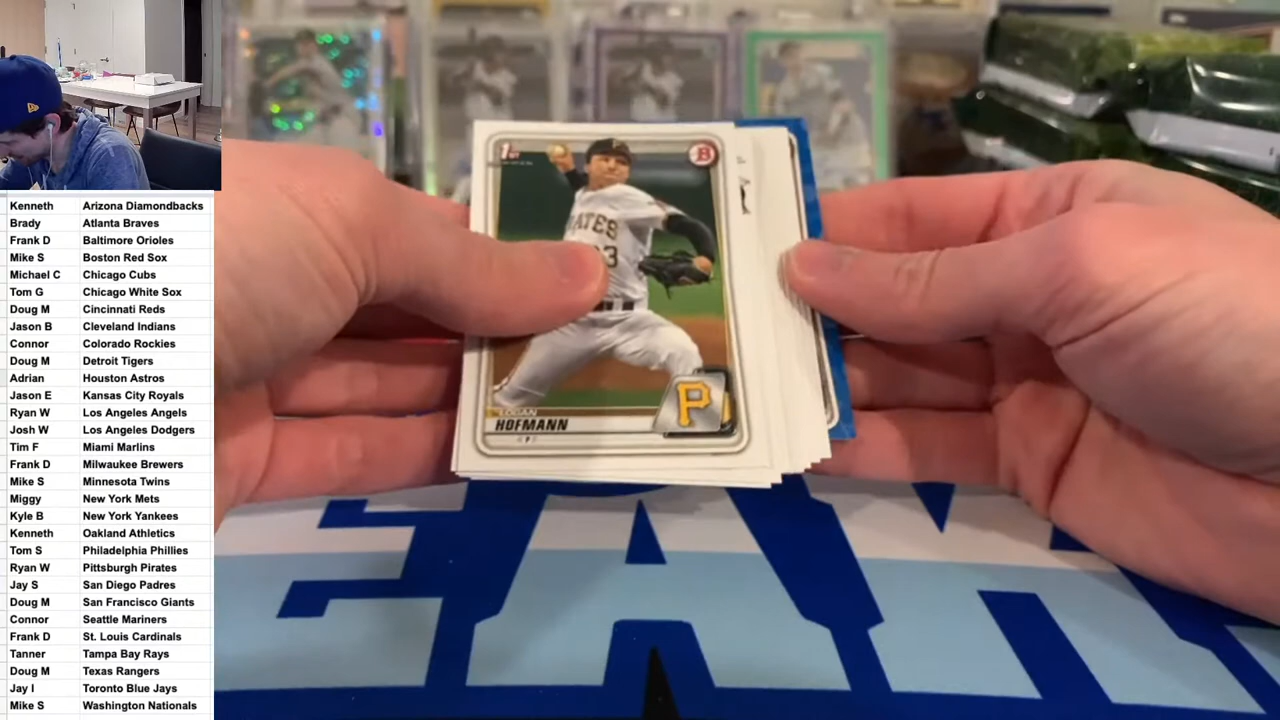 Kenneth Arizona Diamondbacks
Brady Atlanta Braves
Frank D Baltimore Orioles
Mike S Boston Red Sox
Michael C Chicago Cubs
Tom G Chicago White Sox
Doug M Cincinnati Reds
Jason B Cleveland Indians
Connor Colorado Rockies
Doug M Detroit Tigers
Adrian Houston Astros
Jason E Kansas City Royals
Ryan W Los Angeles Angels
Josh W Los Angeles Dodgers
Tim F Miami Marlins
Frank D Milwaukee Brewers
Mike S Minnesota Twins
Miggy New York Mets
Kyle B New York Yankees
Kenneth Oakland Athletics
Tom S Philadelphia Phillies
Ryan W Pittsburgh Pirates
Jay S San Diego Padres
Doug M San Francisco Giants
Connor Seattle Mariners
Frank D St. Louis Cardinals
Tanner Tampa Bay Rays
Doug M Texas Rangers
Jay I Toronto Blue Jays
Mike S Washington Nationals
1ST B
P
LOGAN
HOFMANN
P